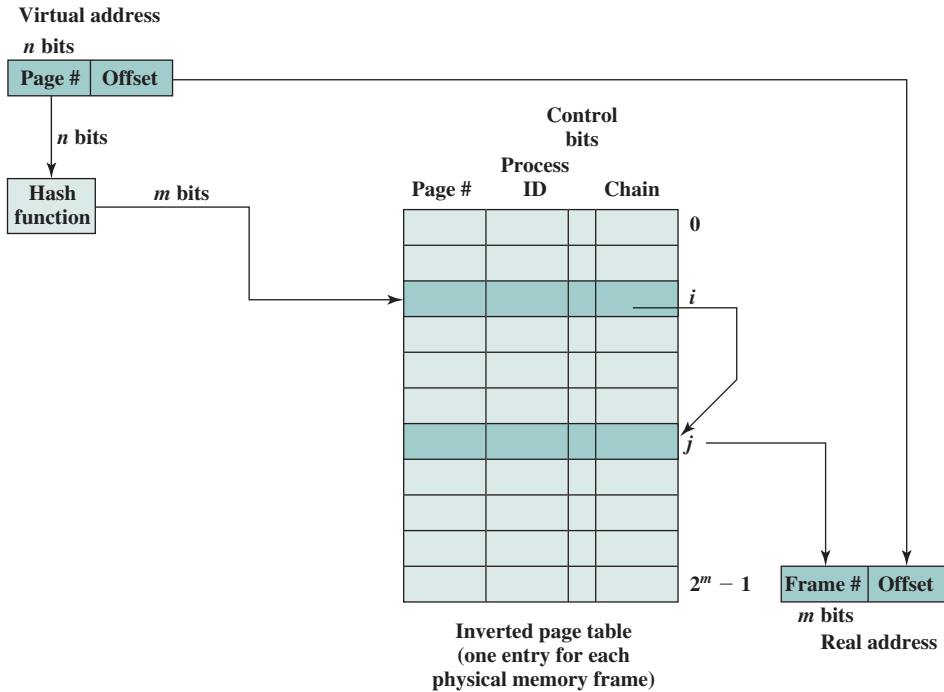 Virtual address
n bits
Page # Offset
n bits
Hash
function
m bits
Control
bits
Process
Page # ID Chain
0
i
j
2^m − 1
Frame # Offset
m bits
Real address
Inverted page table
(one entry for each
physical memory frame)